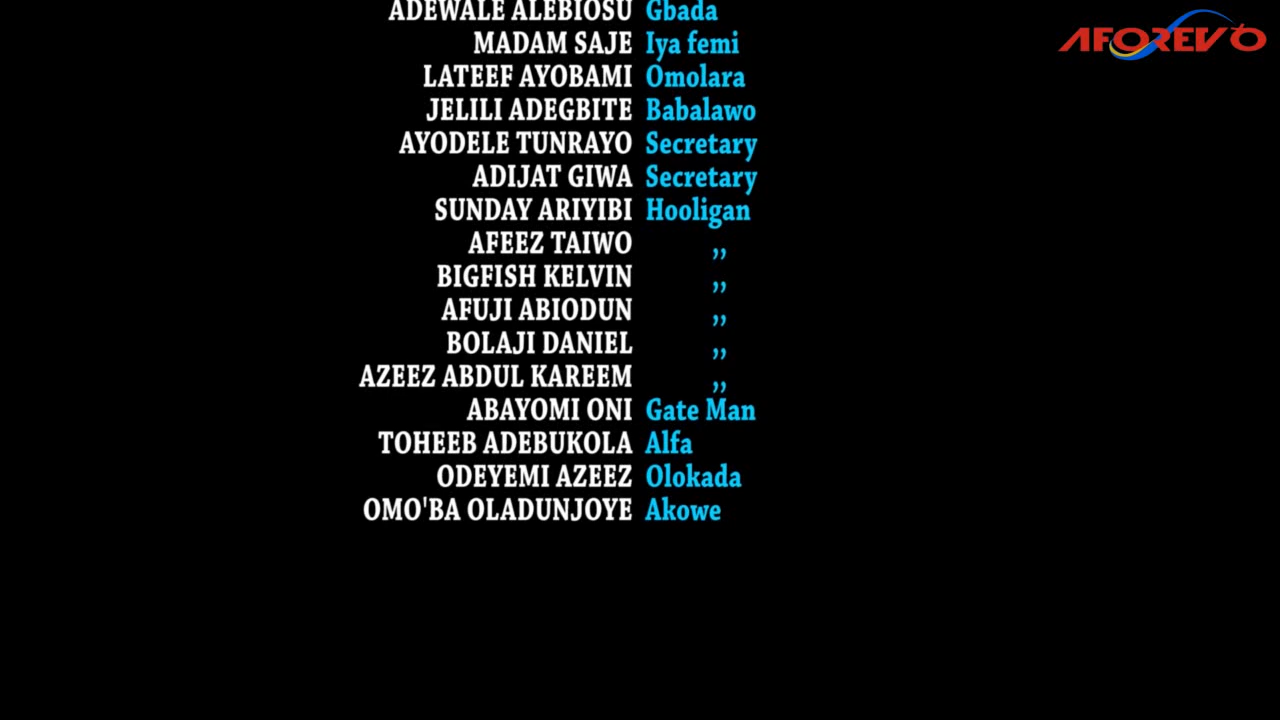 ADEWALE ALEBIOSU Gbada
AFOREVO
MADAM SAJE Iya femi
LATEEF AYOBAMI Omolara
JELILI ADEGBITE Babalawo
AYODELE TUNRAYO Secretary
ADIJAT GIWA Secretary
SUNDAY ARIYIBI Hooligan
AFEEZ TAIWO ,,
BIGFISH KELVIN ,,
AFUJI ABIODUN ,,
BOLAJI DANIEL ,,
AZEEZ ABDUL KAREEM ,,
ABAYOMI ONI Gate Man
TOHEEB ADEBUKOLA Alfa
ODEYEMI AZEEZ Olokada
OMO'BA OLADUNJOYE Akowe